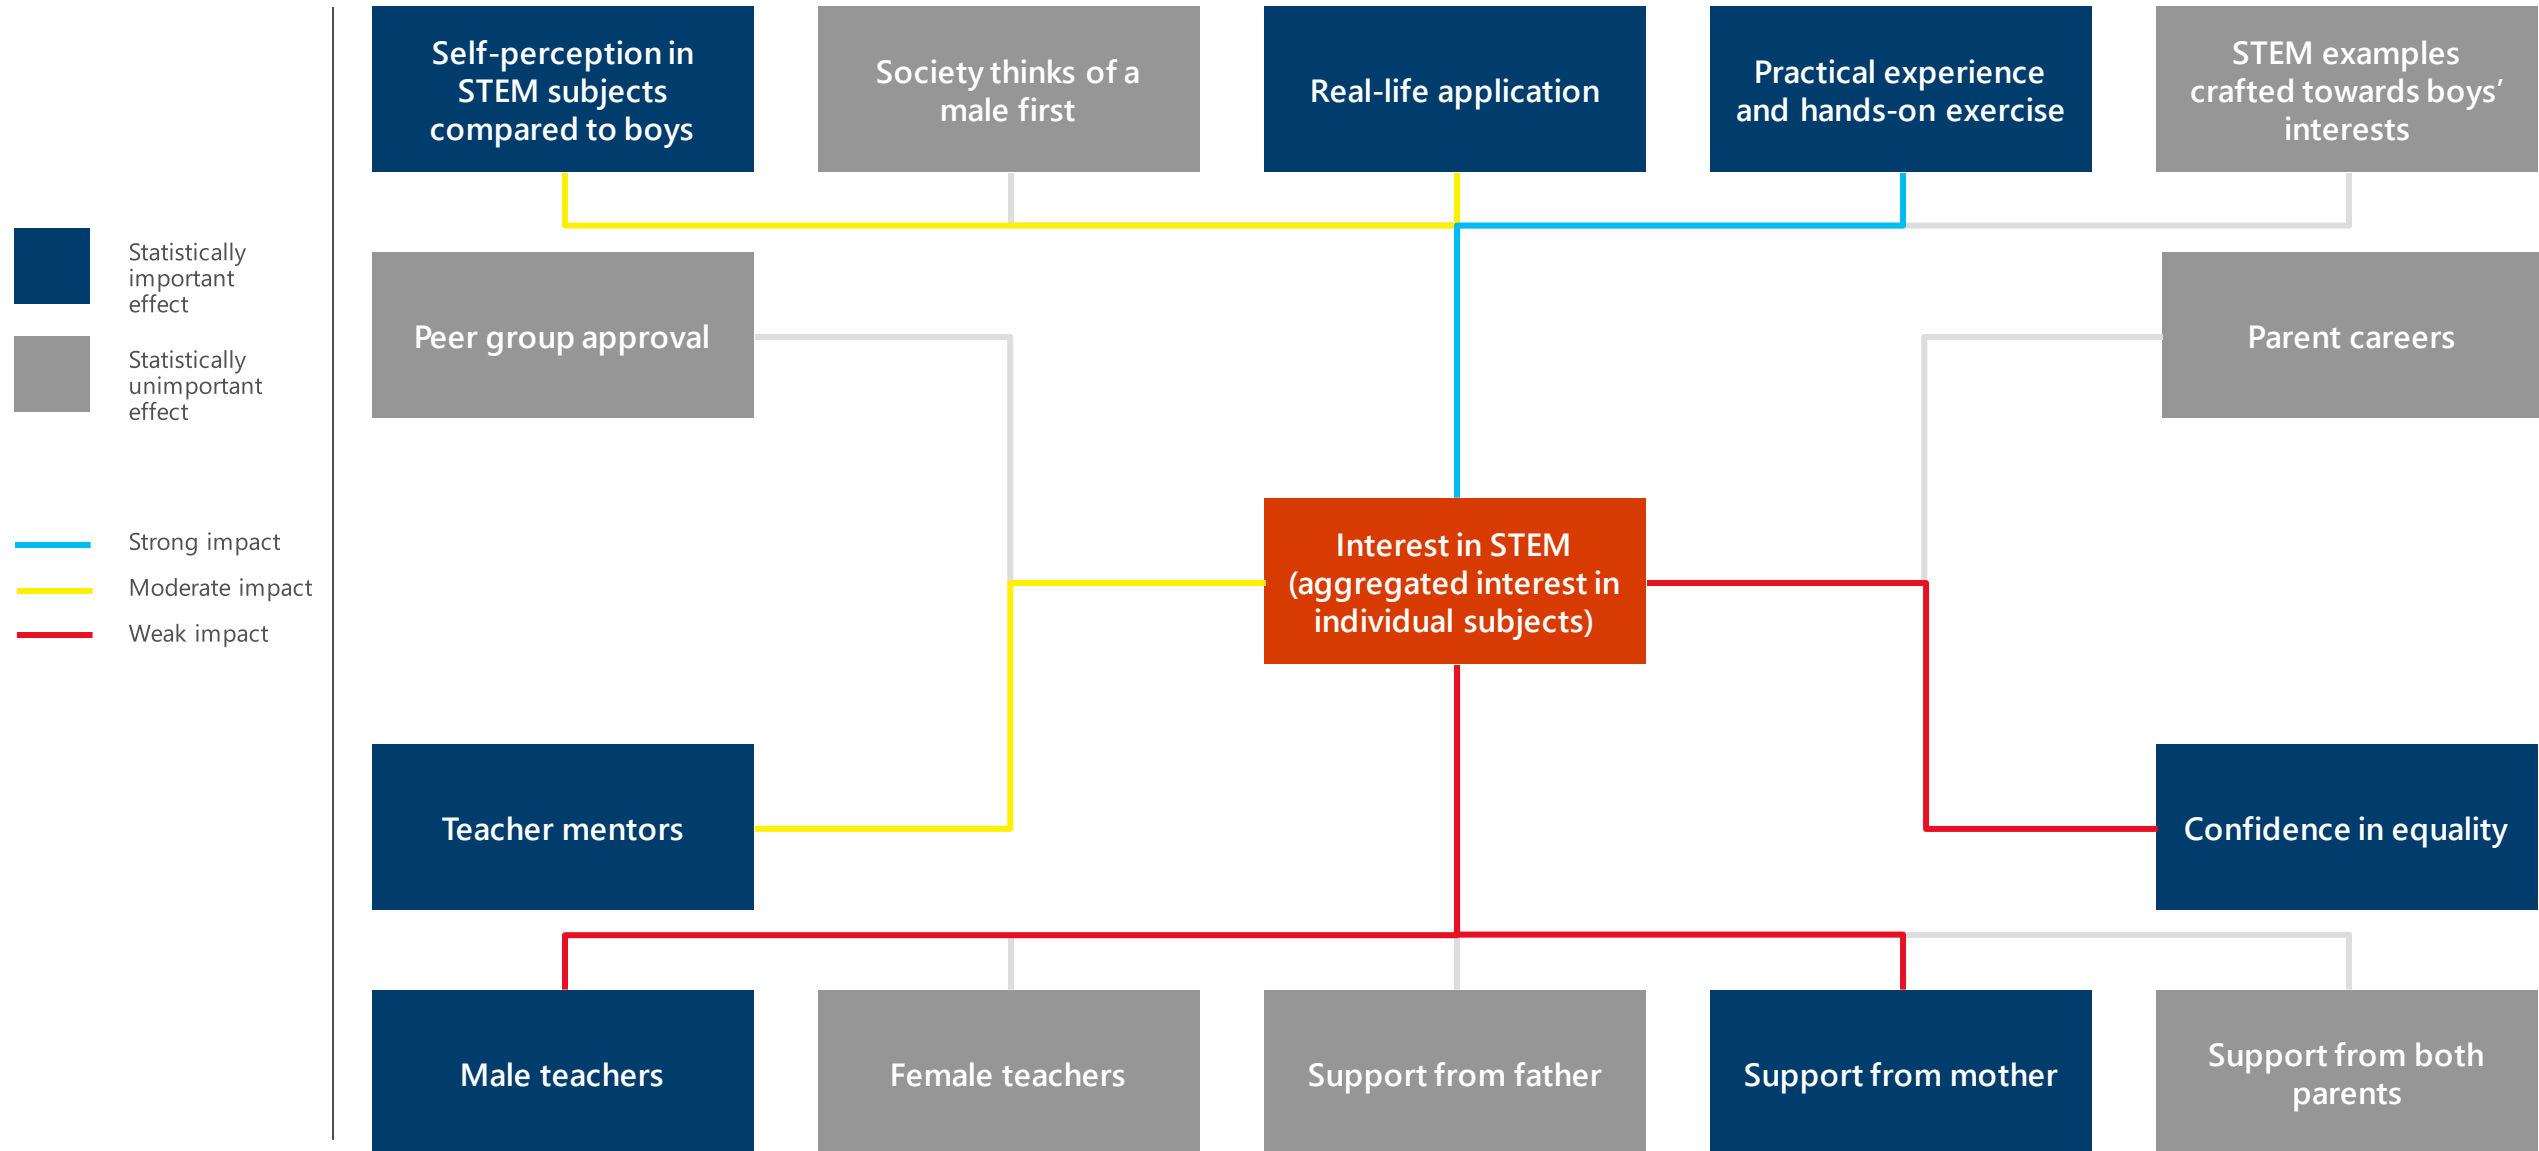 Self-perception in
STEM subjects
compared to boys
Society thinks of a
male first
Real-life application
Practical experience
and hands-on exercise
STEM examples
crafted towards boys’
interests
Statistically
important
effect
Statistically
unimportant
effect
Strong impact
Moderate impact
Weak impact
Peer group approval
Parent careers
Interest in STEM
(aggregated interest in
individual subjects)
Teacher mentors
Confidence in equality
Male teachers
Female teachers
Support from father
Support from mother
Support from both
parents